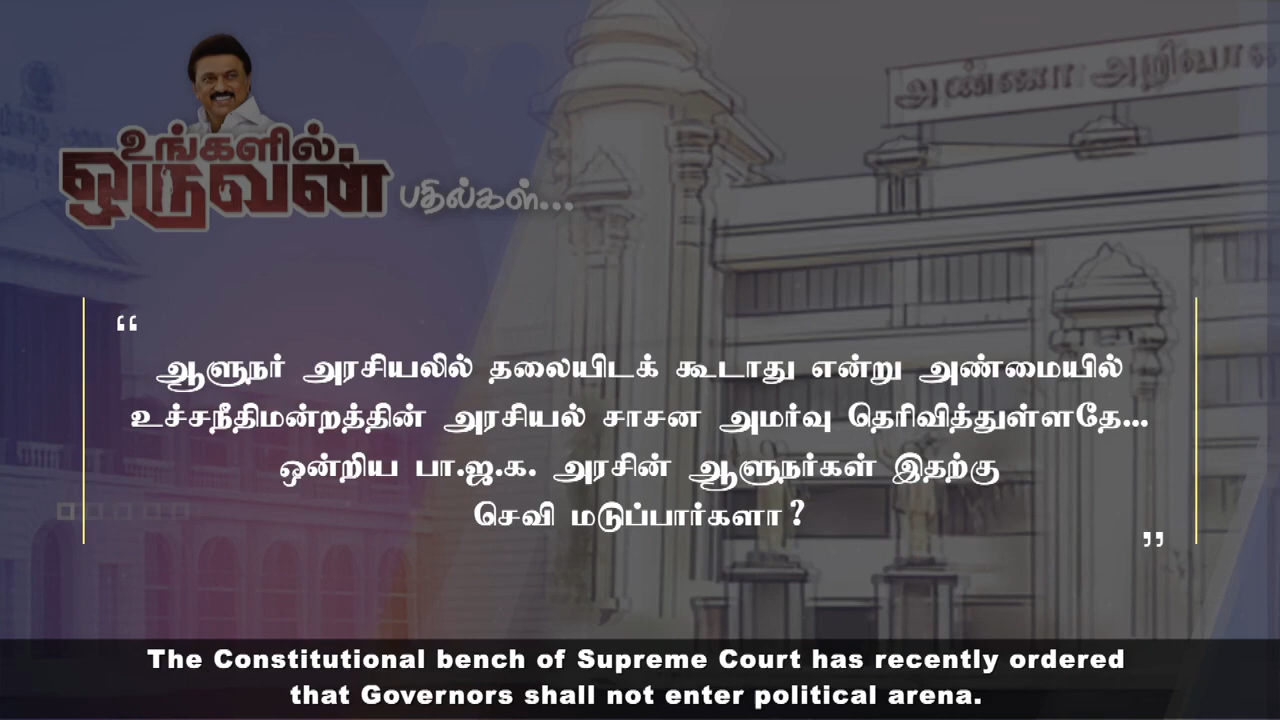 அண்ணா அறிவா
உங்களில்
ஒருவன் பதில்கள்...
“
ஆளுநர் அரசியலில் தலையிடக் கூடாது என்று அண்மையில்
உச்சநீதிமன்றத்தின் அரசியல் சாசன அமர்வு தெரிவித்துள்ளதே...
ஒன்றிய பா.ஜ.க. அரசின் ஆளுநர்கள் இதற்கு
செவி மடுப்பார்களா?
”
The Constitutional bench of Supreme Court has recently ordered
that Governors shall not enter political arena.